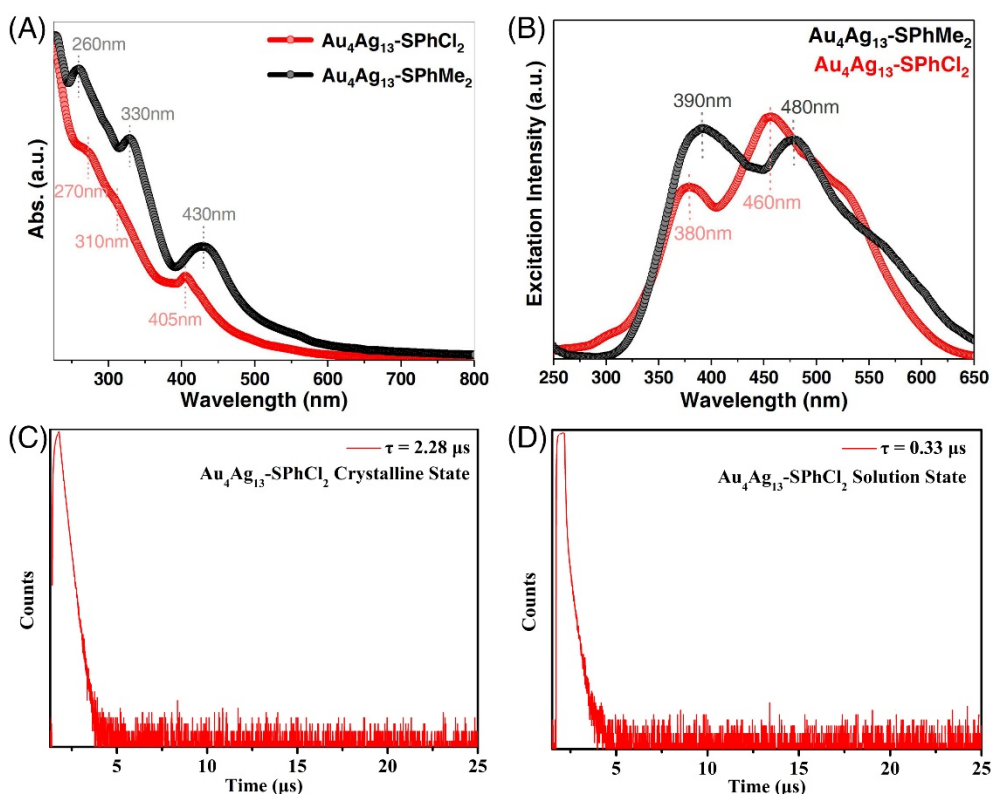 (A)
260nm
Au₄Ag₁₃-SPhCl₂
Au₄Ag₁₃-SPhMe₂
330nm
270nm
310nm
430nm
405nm
Abs. (a.u.)
300 400 500 600 700 800
Wavelength (nm)
(B)
Au₄Ag₁₃-SPhMe₂
Au₄Ag₁₃-SPhCl₂
390nm
480nm
460nm
380nm
Excitation Intensity (a.u.)
250 300 350 400 450 500 550 600 650
Wavelength (nm)
(C)
τ = 2.28 μs
Au₄Ag₁₃-SPhCl₂ Crystalline State
Counts
5 10 15 20 25
Time (μs)
(D)
τ = 0.33 μs
Au₄Ag₁₃-SPhCl₂ Solution State
Counts
5 10 15 20 25
Time (μs)